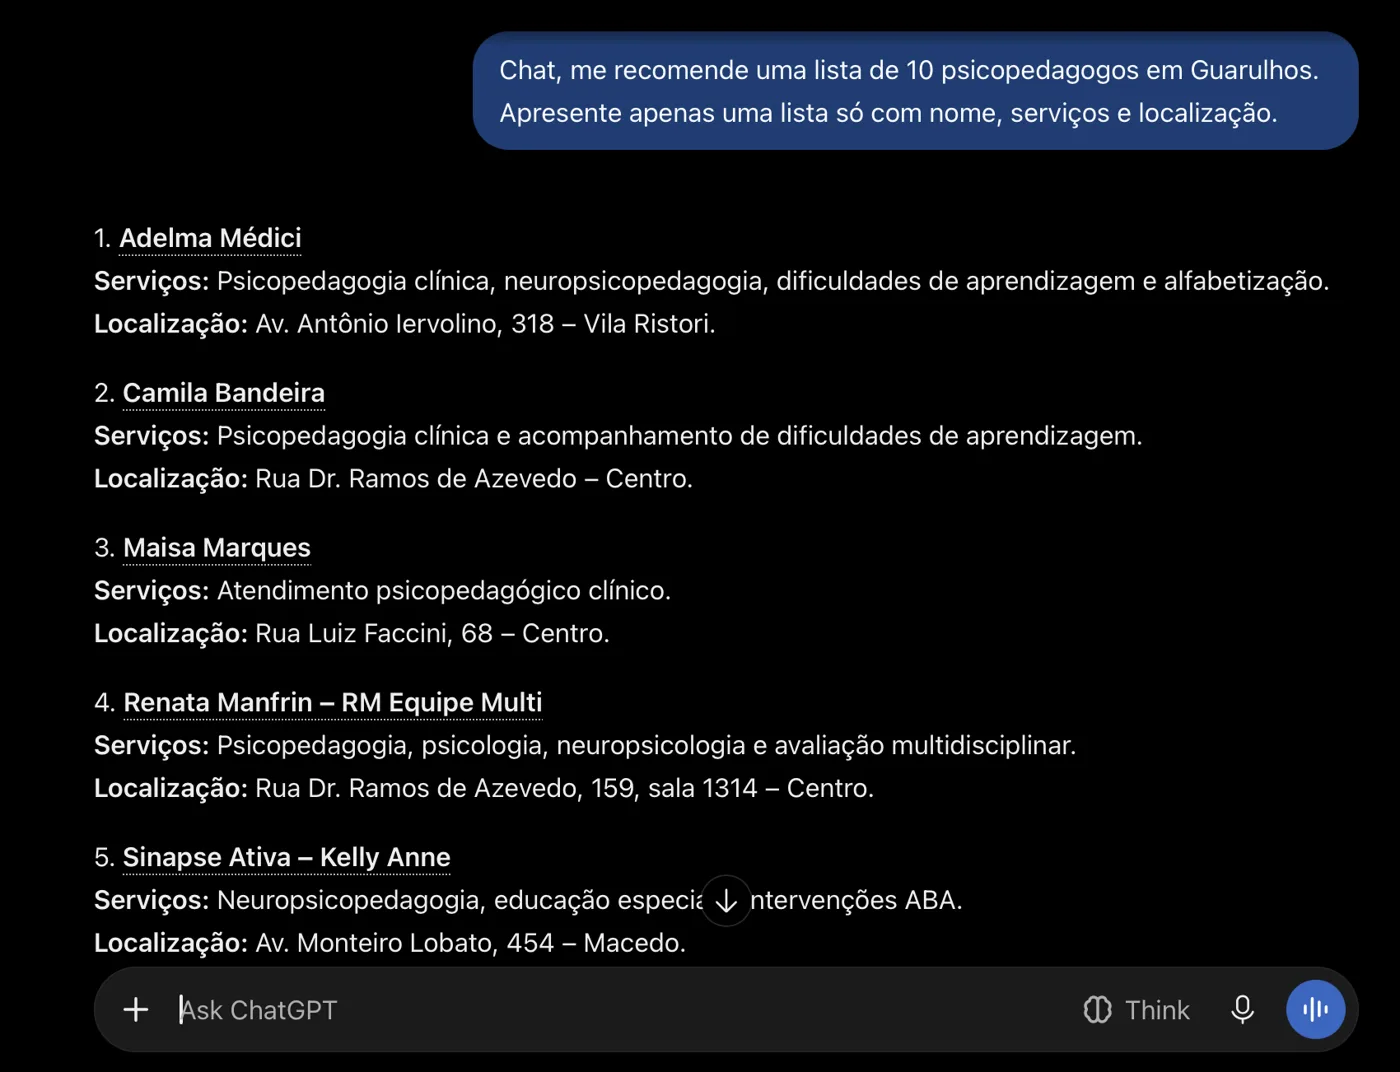 Chat, me recomende uma lista de 10 psicopedagogos em Guarulhos.
Apresente apenas uma lista só com nome, serviços e localização.
1. Adelma Médici
Serviços: Psicopedagogia clínica, neuropsicopedagogia, dificuldades de aprendizagem e alfabetização.
Localização: Av. Antônio Iervolino, 318 – Vila Ristori.
2. Camila Bandeira
Serviços: Psicopedagogia clínica e acompanhamento de dificuldades de aprendizagem.
Localização: Rua Dr. Ramos de Azevedo – Centro.
3. Maisa Marques
Serviços: Atendimento psicopedagógico clínico.
Localização: Rua Luiz Faccini, 68 – Centro.
4. Renata Manfrin – RM Equipe Multi
Serviços: Psicopedagogia, psicologia, neuropsicologia e avaliação multidisciplinar.
Localização: Rua Dr. Ramos de Azevedo, 159, sala 1314 – Centro.
5. Sinapse Ativa – Kelly Anne
Serviços: Neuropsicopedagogia, educação especia ntervenções ABA.
Localização: Av. Monteiro Lobato, 454 – Macedo.
Ask ChatGPT
Think